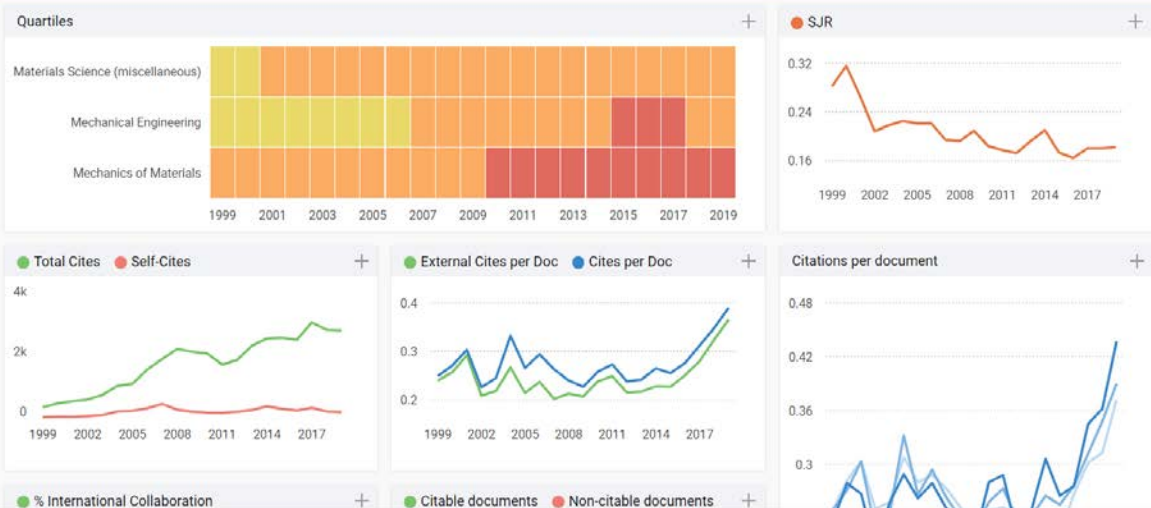 Quartiles +
Materials Science (miscellaneous)
Mechanical Engineering
Mechanics of Materials
1999 2001 2003 2005 2007 2009 2011 2013 2015 2017 2019
SJR +
0.32
0.24
0.16
1999 2002 2005 2008 2011 2014 2017
Total Cites Self-Cites +
4k
2k
0
1999 2002 2005 2008 2011 2014 2017
External Cites per Doc Cites per Doc +
0.4
0.3
0.2
1999 2002 2005 2008 2011 2014 2017
Citations per document +
0.48
0.42
0.36
0.3
% International Collaboration +
Citable documents Non-citable documents +